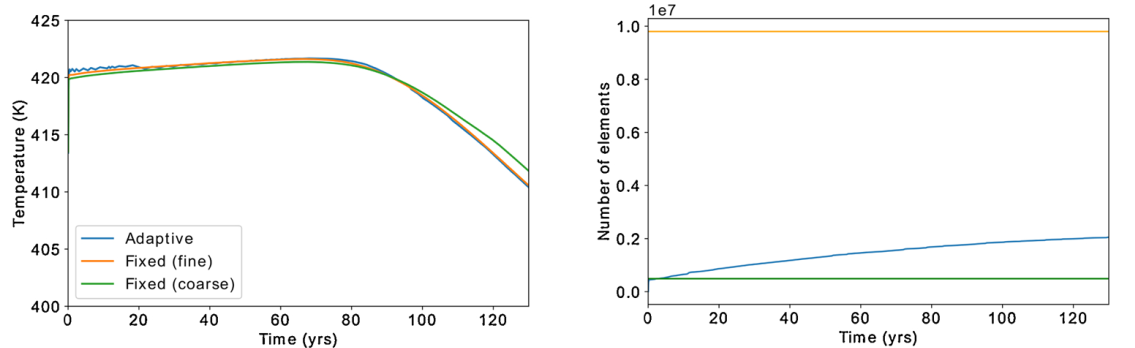 425
420
415
410
405
400
Temperature (K)
Adaptive
Fixed (fine)
Fixed (coarse)
0 20 40 60 80 100 120
Time (yrs)
1e7
1.0
0.8
0.6
0.4
0.2
0.0
Number of elements
0 20 40 60 80 100 120
Time (yrs)